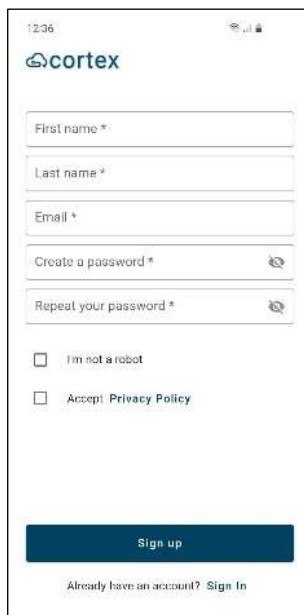 12:36
cortex
First name *
Last name *
Email *
Create a password *
Repeat your password *
I'm not a robot
Accept Privacy Policy
Sign up
Already have an account? Sign In